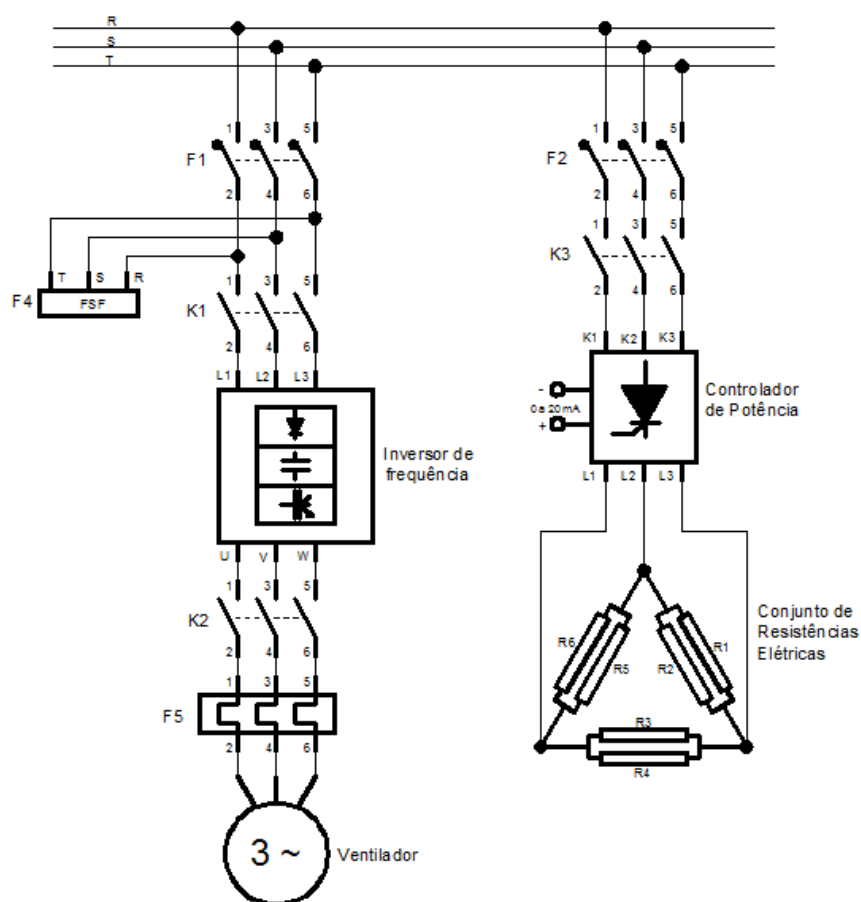 R
S
T
1 3 5
F1
2 4 6
T S R
F4 FSF
1 3 5
K1
2 4 6
L1 L2 L3
Inversor de
frequência
U V W
1 3 5
K2
2 4 6
1 3 5
F5
2 4 6
3 ~
Ventilador
1 3 5
F2
2 4 6
1 3 5
K3
2 4 6
K1 K2 K3
-
0 a 20mA
+
Controlador
de Potência
L1 L2 L3
Conjunto de
Resistências
Elétricas
R6
R5
R1
R2
R3
R4